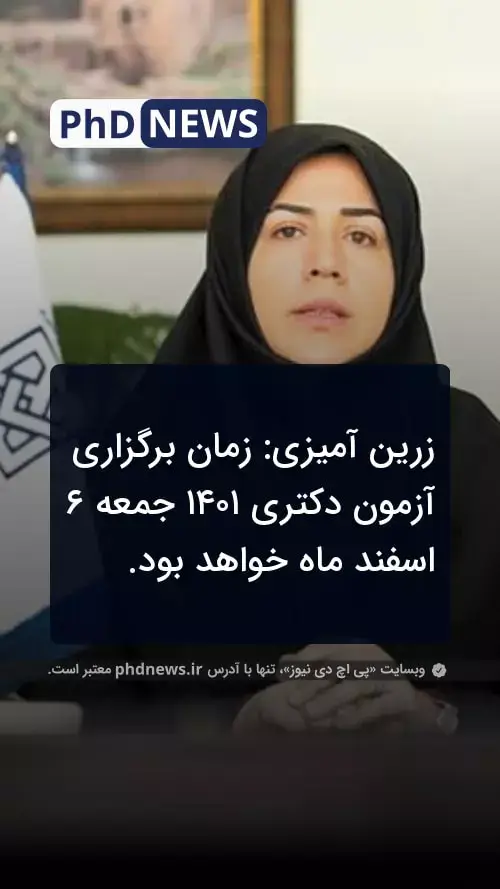 PhD NEWS
زرین آمیزی: زمان برگزاری
آزمون دکتری ۱۴۰۱ جمعه ۶
اسفند ماه خواهد بود.
وبسایت «پی اچ دی نیوز»، تنها با آدرس phdnews.ir معتبر است.